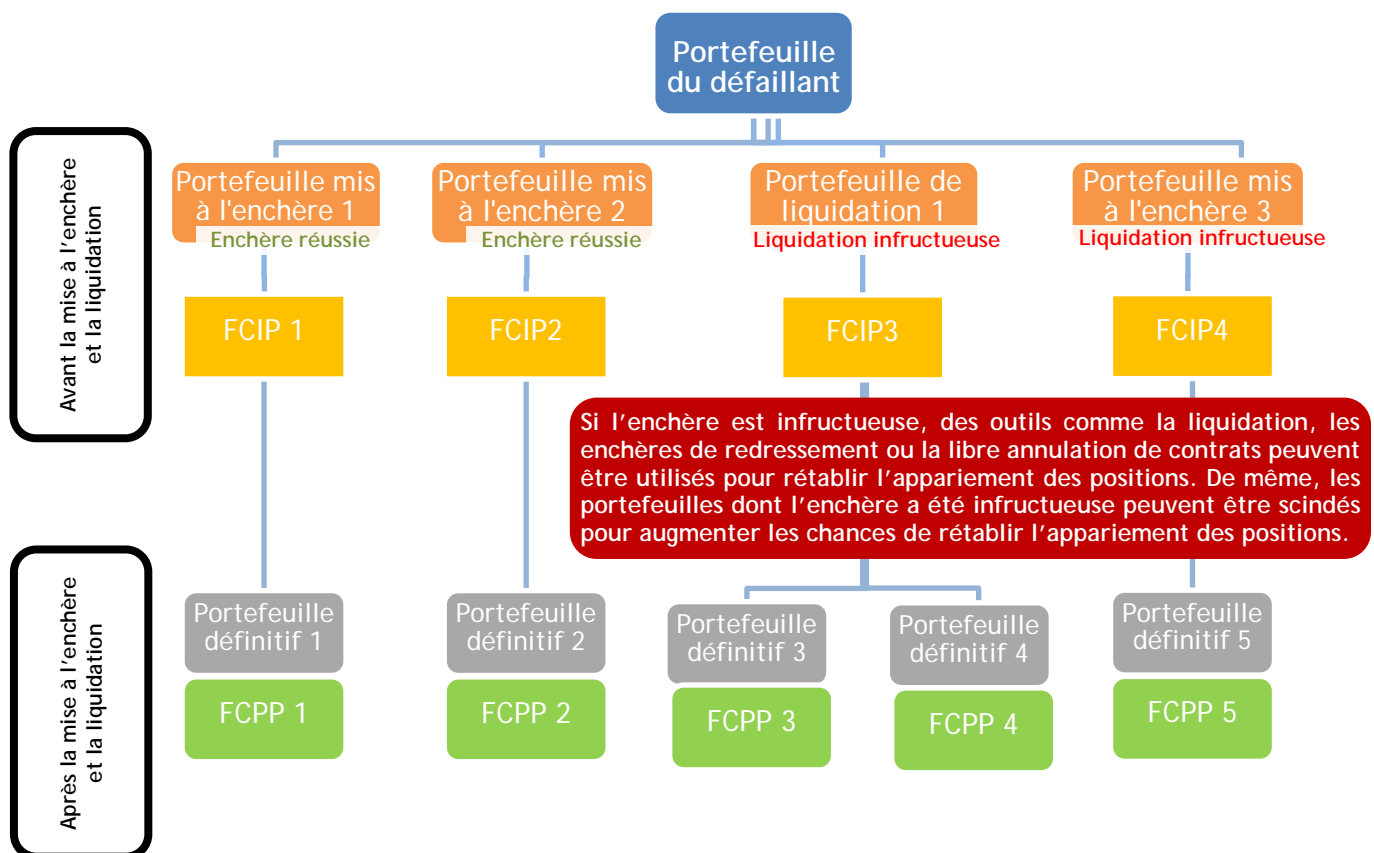 Portefeuille
du défaillant
Avant la mise à l'enchère
et la liquidation
Portefeuille mis
à l'enchère 1
Enchère réussie
Portefeuille mis
à l'enchère 2
Enchère réussie
Portefeuille de
liquidation 1
Liquidation infructueuse
Portefeuille mis
à l'enchère 3
Liquidation infructueuse
FCIP 1
FCIP2
FCIP3
FCIP4
Si l'enchère est infructueuse, des outils comme la liquidation, les
enchères de redressement ou la libre annulation de contrats peuvent
être utilisés pour rétablir l'appariement des positions. De même, les
portefeuilles dont l'enchère a été infructueuse peuvent être scindés
pour augmenter les chances de rétablir l'appariement des positions.
Après la mise à l'enchère
et la liquidation
Portefeuille
définitif 1
Portefeuille
définitif 2
Portefeuille
définitif 3
Portefeuille
définitif 4
Portefeuille
définitif 5
FCPP 1
FCPP 2
FCPP 3
FCPP 4
FCPP 5